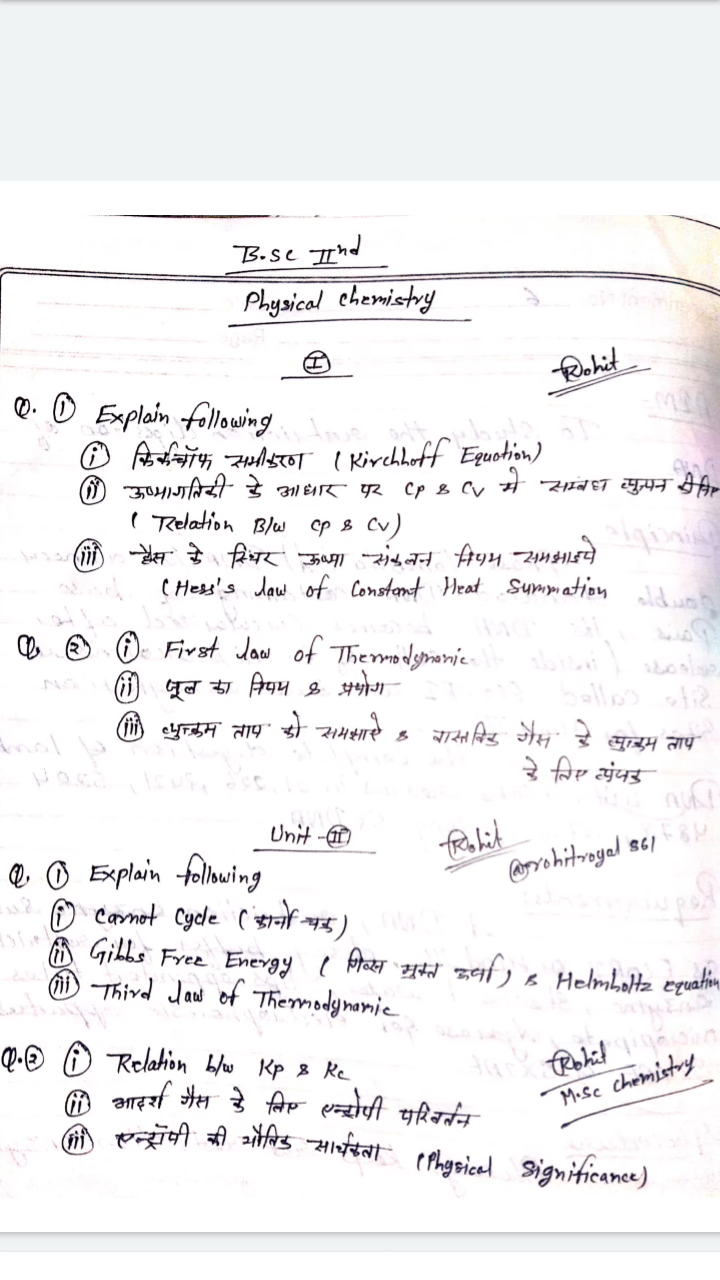 B.sc IInd
Physical chemistry
I
Rohit
Q. ① Explain following
(i) किर्कचॉफ समीकरण (Kirchhoff Equation)
(ii) उष्मागतिकी के आधार पर Cp & Cv में सम्बंध व्युत्पन्न कीजिए
( Relation B/w Cp & Cv)
(iii) हैस के स्थिर ऊष्मा संकलन नियम समझाइये
(Hess's law of Constant Heat Summation
Q. ② (i) First law of Thermodynamic
(ii) जूल का नियम & प्रयोग
(iii) व्युत्क्रम ताप को समझाये & वास्तविक गैस के व्युत्क्रम ताप
के लिए व्यंजक
Unit - II
Rohit
@rohitroyal 861
Q. ① Explain following
(i) Carnot Cycle (कार्नो चक्र)
(ii) Gibbs Free Energy ( गिब्स मुक्त ऊर्जा) & Helmholtz equation
(iii) Third law of Thermodynamic
Q.② (i) Relation b/w Kp & Kc
(ii) आदर्श गैस के लिए एन्ट्रोपी परिवर्तन
(iii) एन्ट्रॉपी की भौतिक सार्थकता (Physical Significance)
Rohit
M.sc chemistry